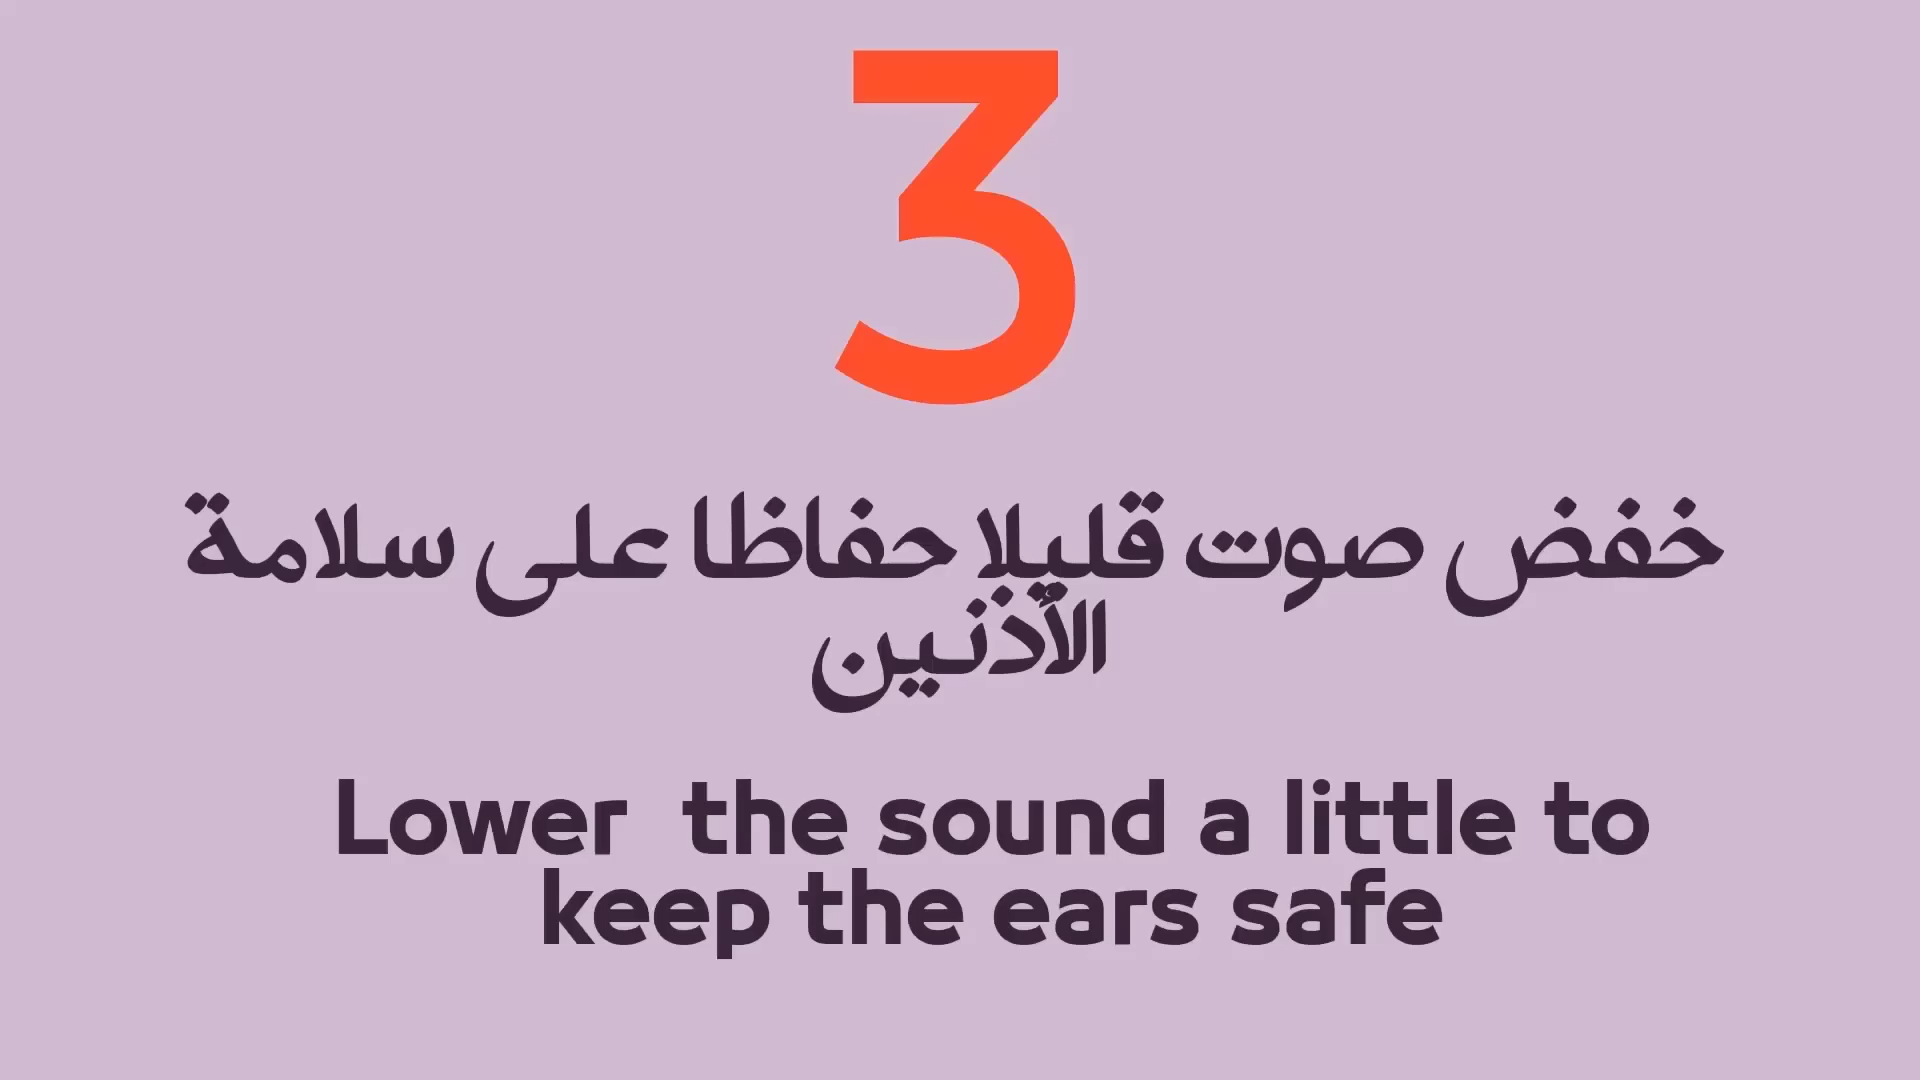 3
خفض صوت قليلا حفاظا على سلامة
الأذنين
Lower  the sound a little to
keep the ears safe